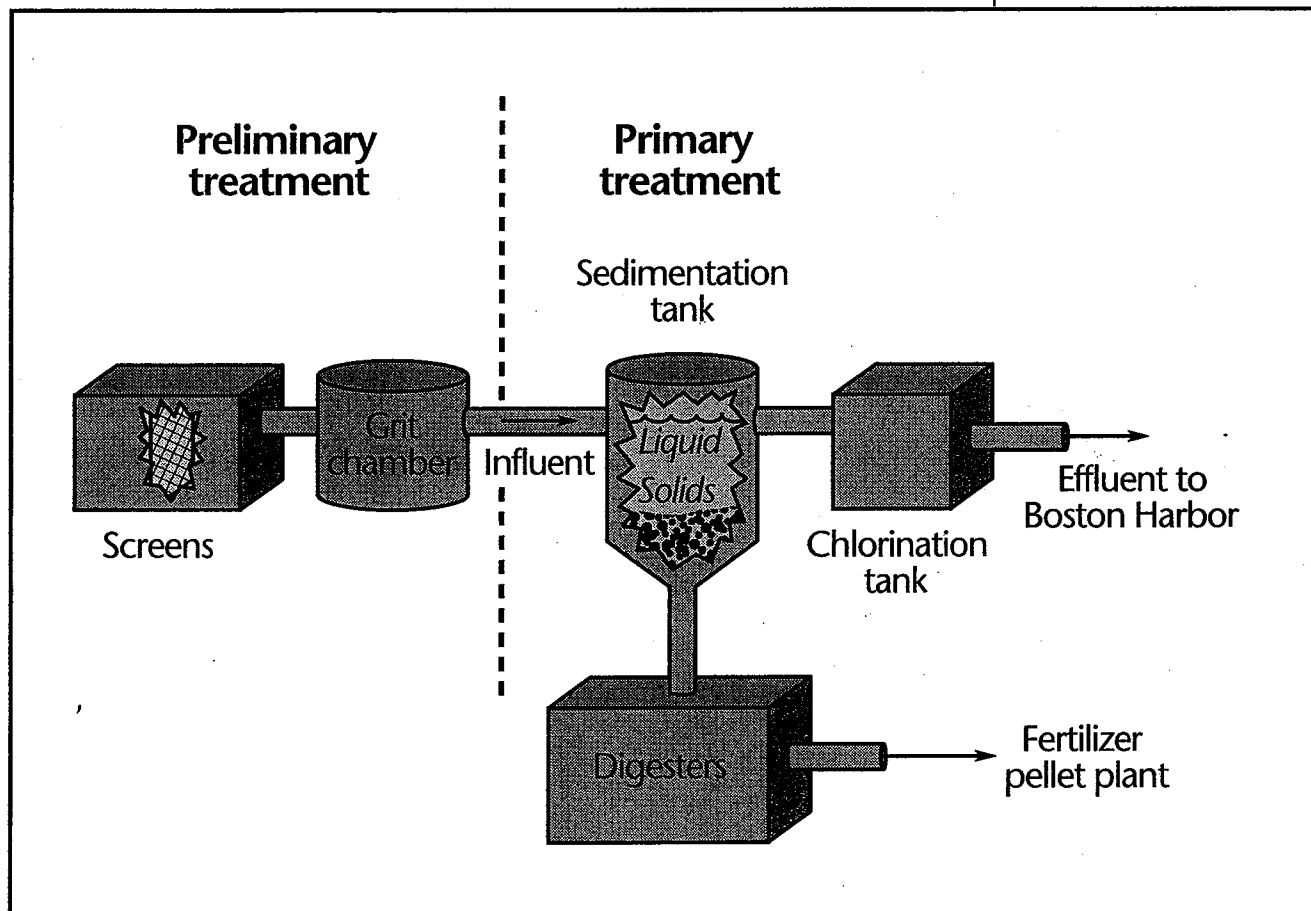 Preliminary
treatment
Primary
treatment
Sedimentation
tank
Grit
chamber
Influent
Liquid
Solids
Screens
Chlorination
tank
Effluent to
Boston Harbor
Digesters
Fertilizer
pellet plant